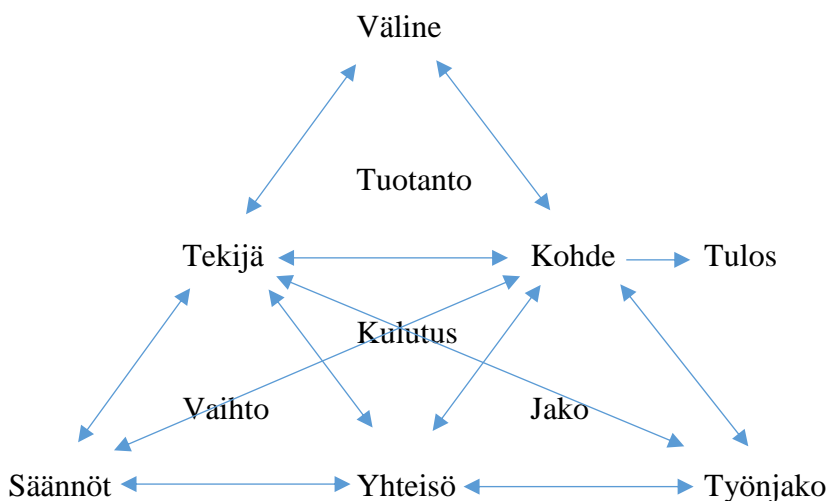 Väline
Tuotanto
Tekijä Kohde Tulos
Kulutus
Vaihto Jako
Säännöt Yhteisö Työnjako